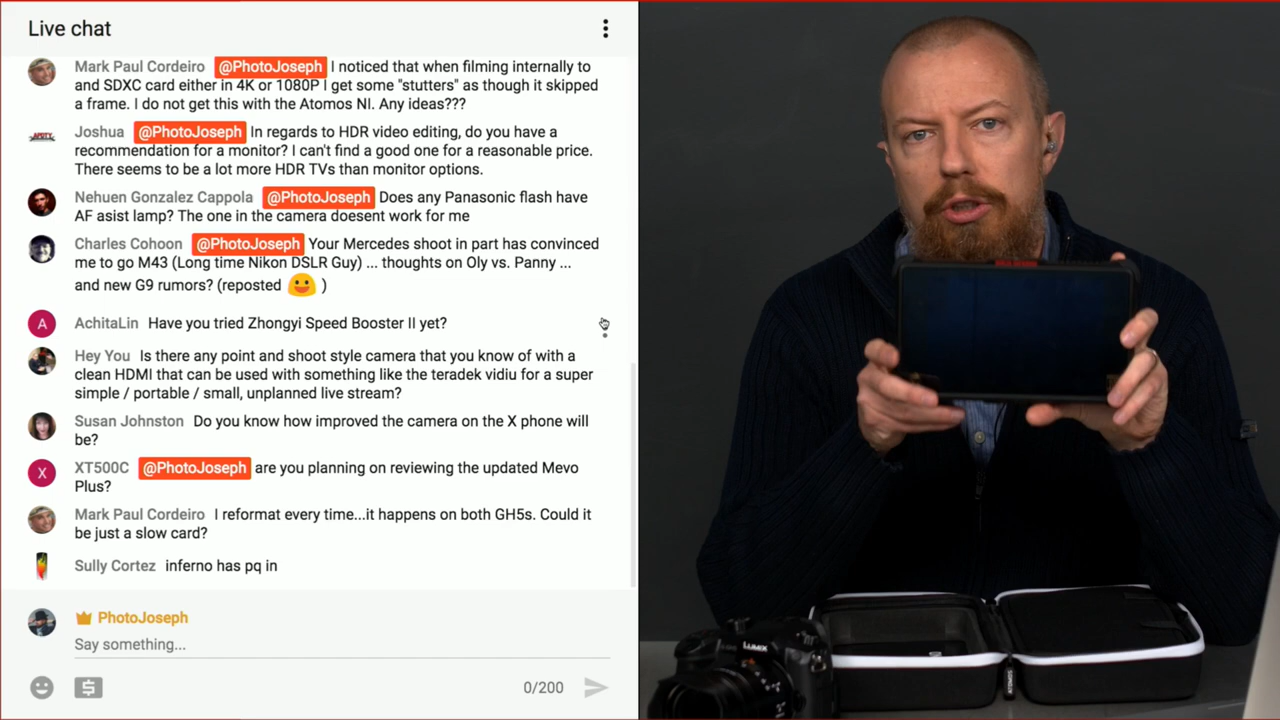 Live chat
Mark Paul Cordeiro @PhotoJoseph I noticed that when filming internally to
and SDXC card either in 4K or 1080P I get some "stutters" as though it skipped
a frame. I do not get this with the Atomos NI. Any ideas???
Joshua @PhotoJoseph In regards to HDR video editing, do you have a
recommendation for a monitor? I can't find a good one for a reasonable price.
There seems to be a lot more HDR TVs than monitor options.
Nehuen Gonzalez Cappola @PhotoJoseph Does any Panasonic flash have
AF asist lamp? The one in the camera doesent work for me
Charles Cohoon @PhotoJoseph Your Mercedes shoot in part has convinced
me to go M43 (Long time Nikon DSLR Guy) ... thoughts on Oly vs. Panny ...
and new G9 rumors? (reposted 😀 )
A AchitaLin Have you tried Zhongyi Speed Booster II yet?
Hey You Is there any point and shoot style camera that you know of with a
clean HDMI that can be used with something like the teradek vidiu for a super
simple / portable / small, unplanned live stream?
Susan Johnston Do you know how improved the camera on the X phone will
be?
X XT500C @PhotoJoseph are you planning on reviewing the updated Mevo
Plus?
Mark Paul Cordeiro I reformat every time...it happens on both GH5s. Could it
be just a slow card?
Sully Cortez inferno has pq in
PhotoJoseph
Say something...
$ 0/200
LUMIX